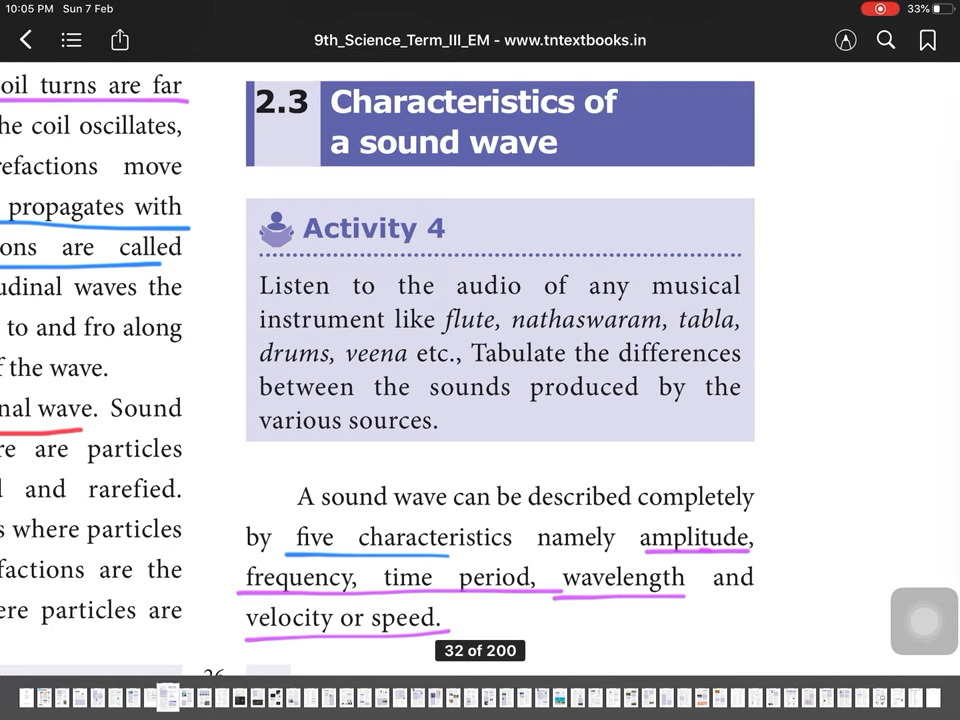 10:05 PM Sun 7 Feb
33%
9th_Science_Term_III_EM - www.tntextbooks.in
oil turns are far
he coil oscillates,
refactions move
propagates with
ons are called
udinal waves the
to and fro along
f the wave.
nal wave. Sound
re are particles
d and rarefied.
s where particles
factions are the
ere particles are
2.3 Characteristics of
a sound wave
Activity 4
Listen to the audio of any musical
instrument like flute, nathaswaram, tabla,
drums, veena etc., Tabulate the differences
between the sounds produced by the
various sources.
A sound wave can be described completely
by five characteristics namely amplitude,
frequency, time period, wavelength and
velocity or speed.
32 of 200